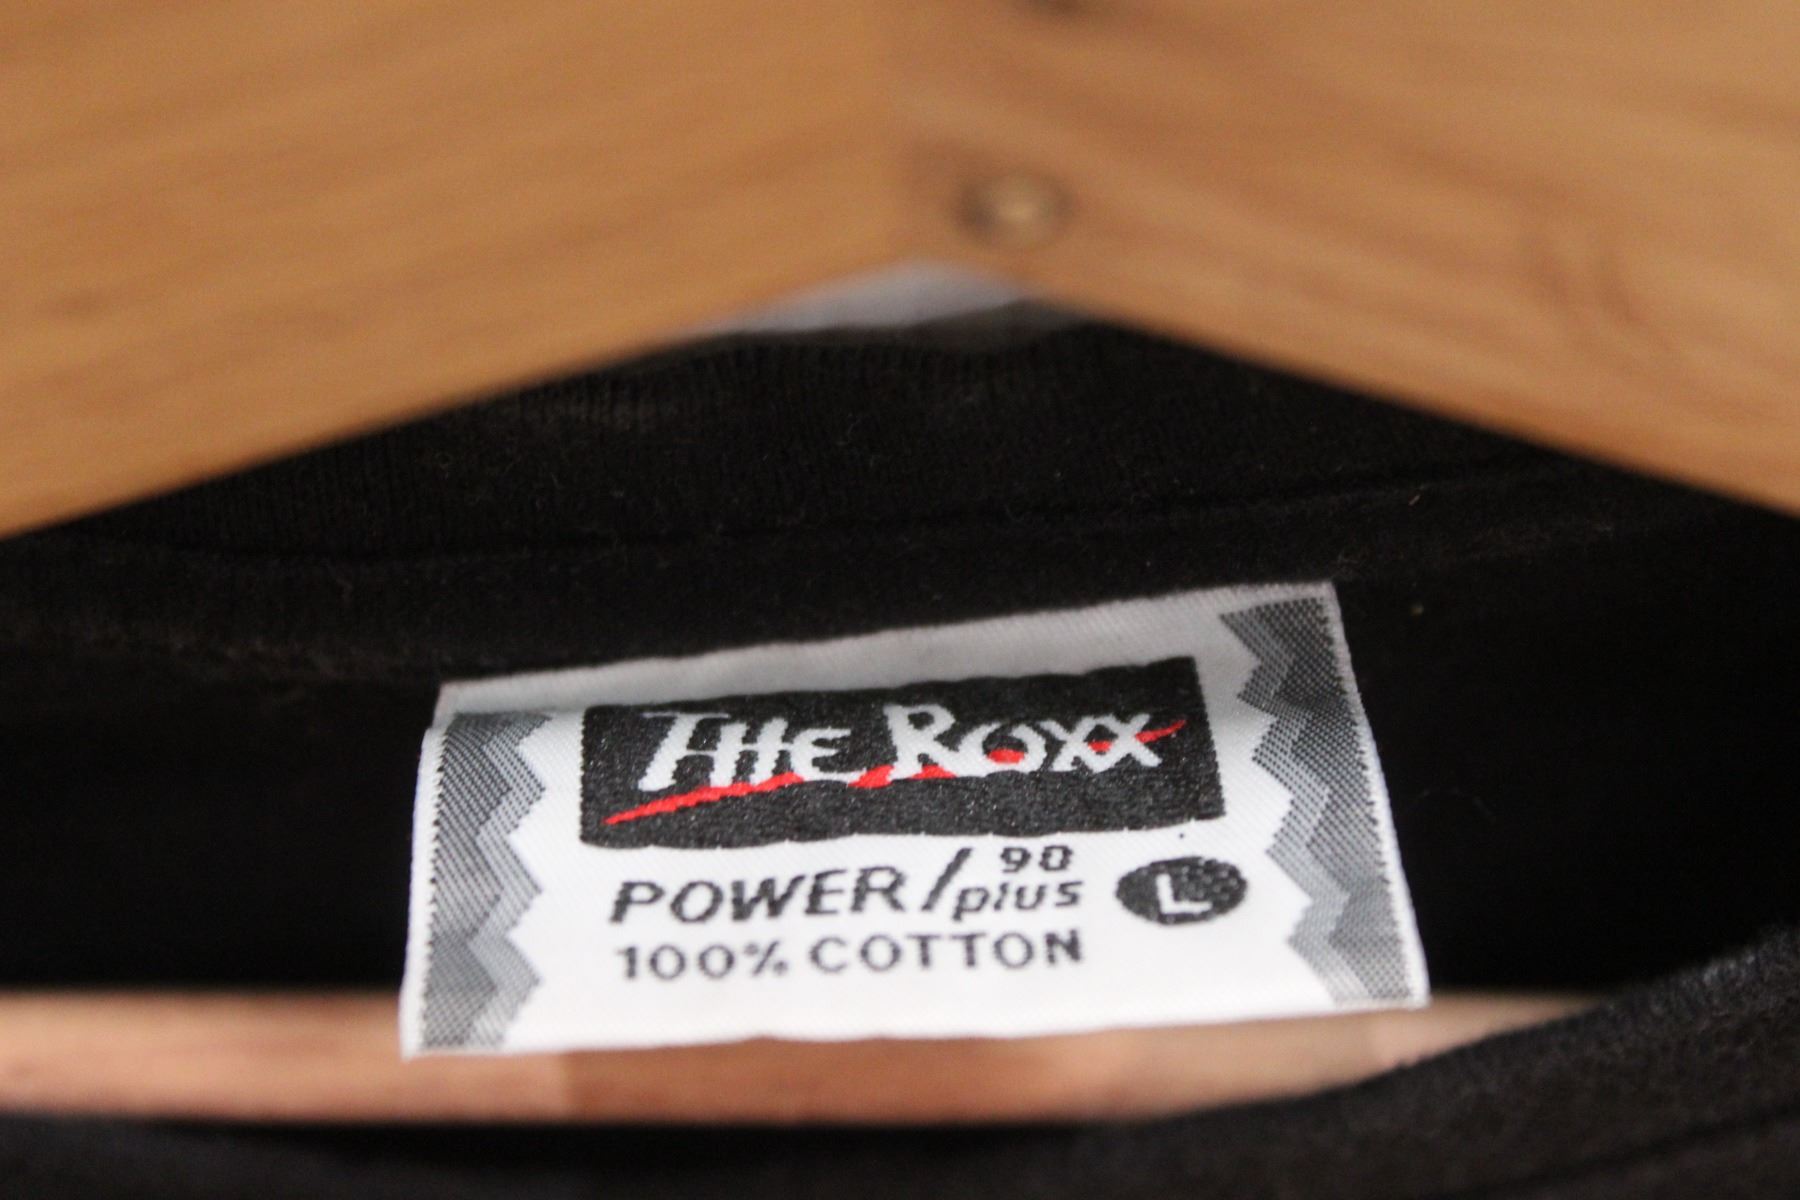 THE ROXX
POWER/90 plus L
100% COTTON